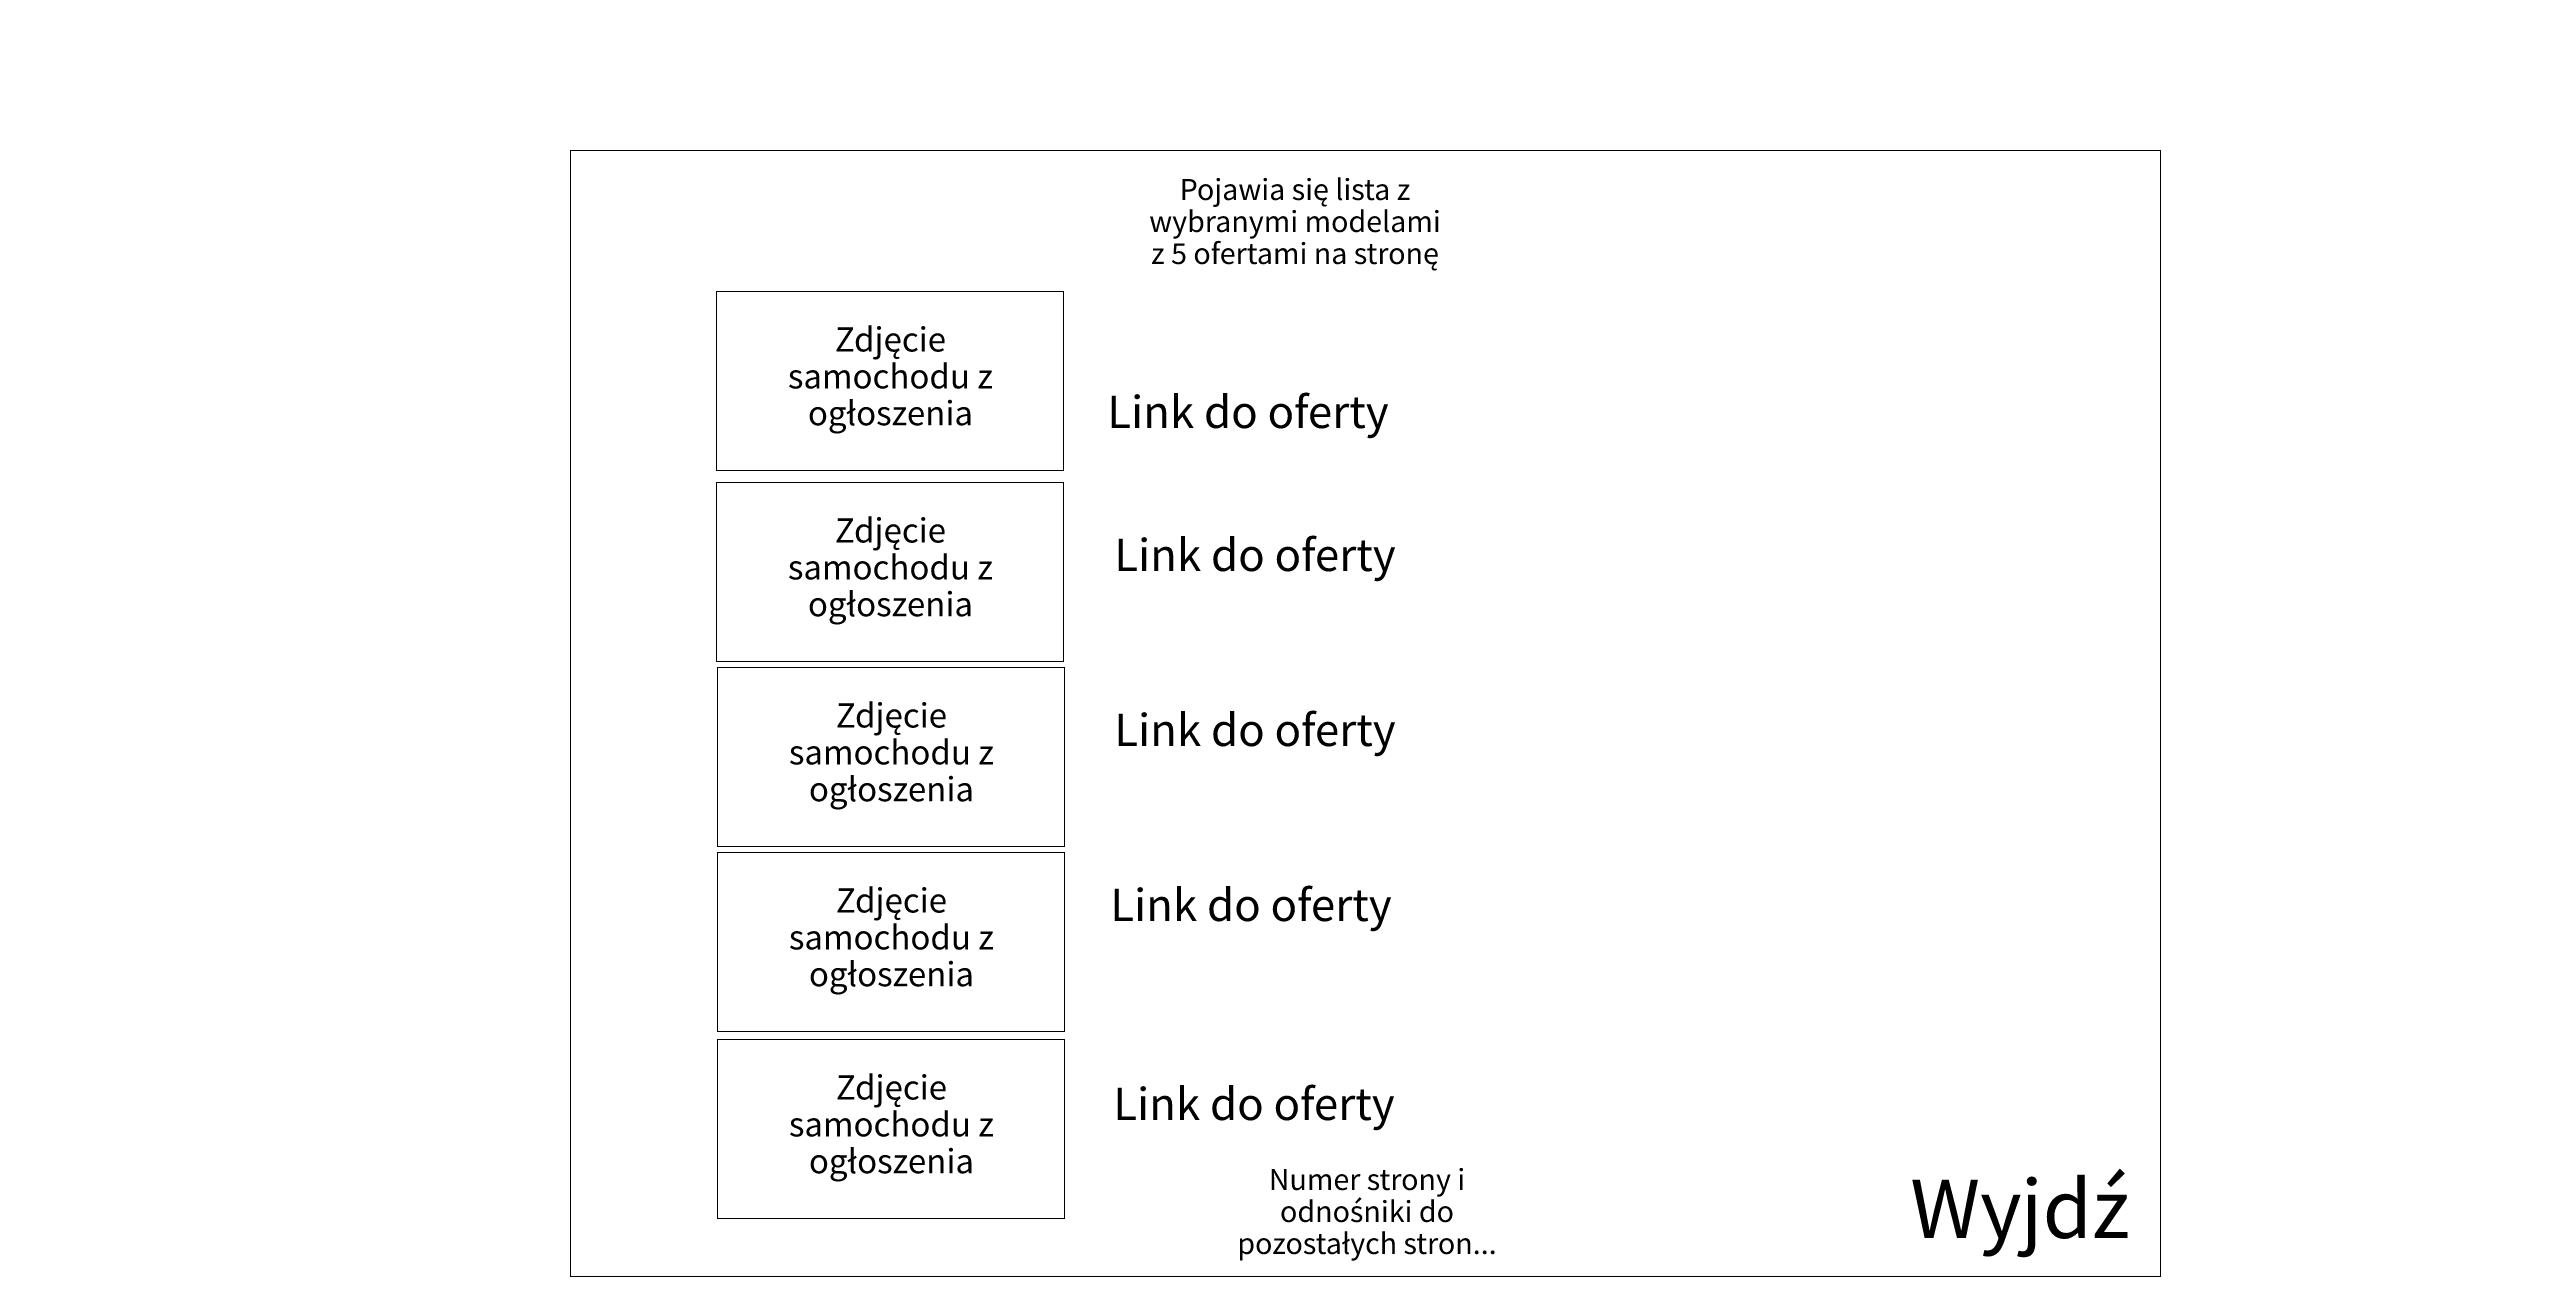 Pojawia się lista z
wybranymi modelami
z 5 ofertami na stronę
Zdjęcie
samochodu z
ogłoszenia
Link do oferty
Zdjęcie
samochodu z
ogłoszenia
Link do oferty
Zdjęcie
samochodu z
ogłoszenia
Link do oferty
Zdjęcie
samochodu z
ogłoszenia
Link do oferty
Zdjęcie
samochodu z
ogłoszenia
Link do oferty
Numer strony i
odnośniki do
pozostałych stron...
Wyjdź